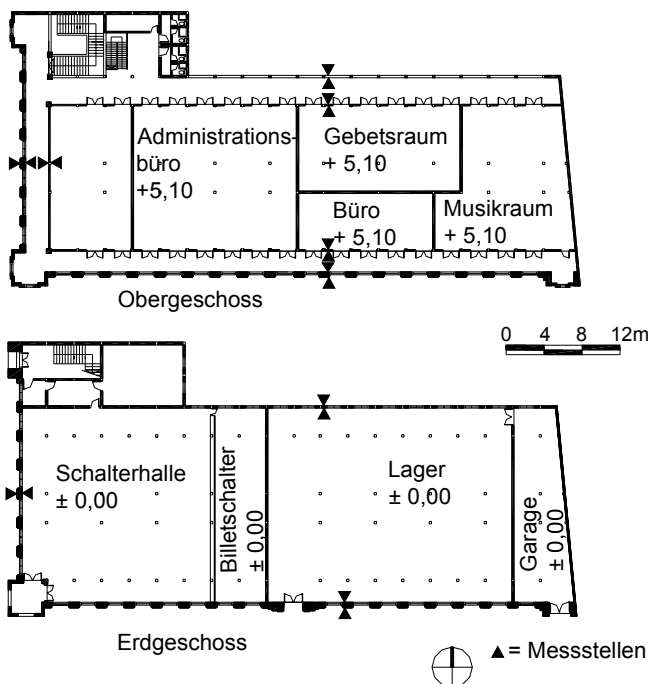 Administrations-
büro
+5,10
Gebetsraum
+ 5,10
Büro
+ 5,10
Musikraum
+ 5,10
Obergeschoss
0 4 8 12m
Schalterhalle
± 0,00
Billetschalter
± 0,00
Lager
± 0,00
Garage
± 0,00
Erdgeschoss
▲= Messstellen